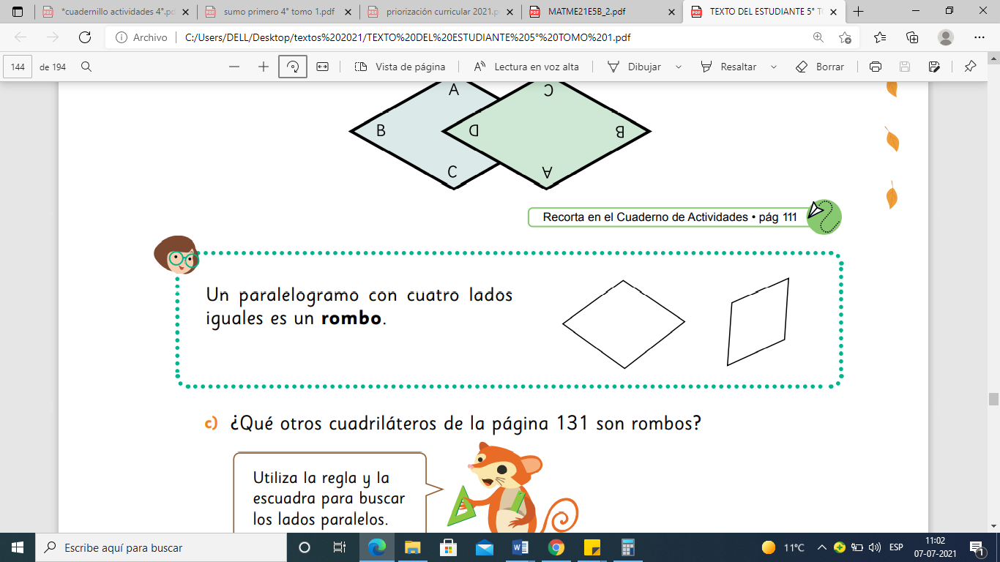 *cuadernillo actividades 4°.pd
sumo primero 4° tomo 1.pdf
priorización curricular 2021.p
MATME21E5B_2.pdf
TEXTO DEL ESTUDIANTE 5° T
Archivo
C:/Users/DELL/Desktop/textos%202021/TEXTO%20DEL%20ESTUDIANTE%205°%20TOMO%201.pdf
144 de 194
Vista de página
Lectura en voz alta
Dibujar
Resaltar
Borrar
A C
B D B
C A
Recorta en el Cuaderno de Actividades • pág 111
Un paralelogramo con cuatro lados
iguales es un rombo.
c) ¿Qué otros cuadriláteros de la página 131 son rombos?
Utiliza la regla y la
escuadra para buscar
los lados paralelos.
Escribe aquí para buscar
11°C
ESP
11:02
07-07-2021
1